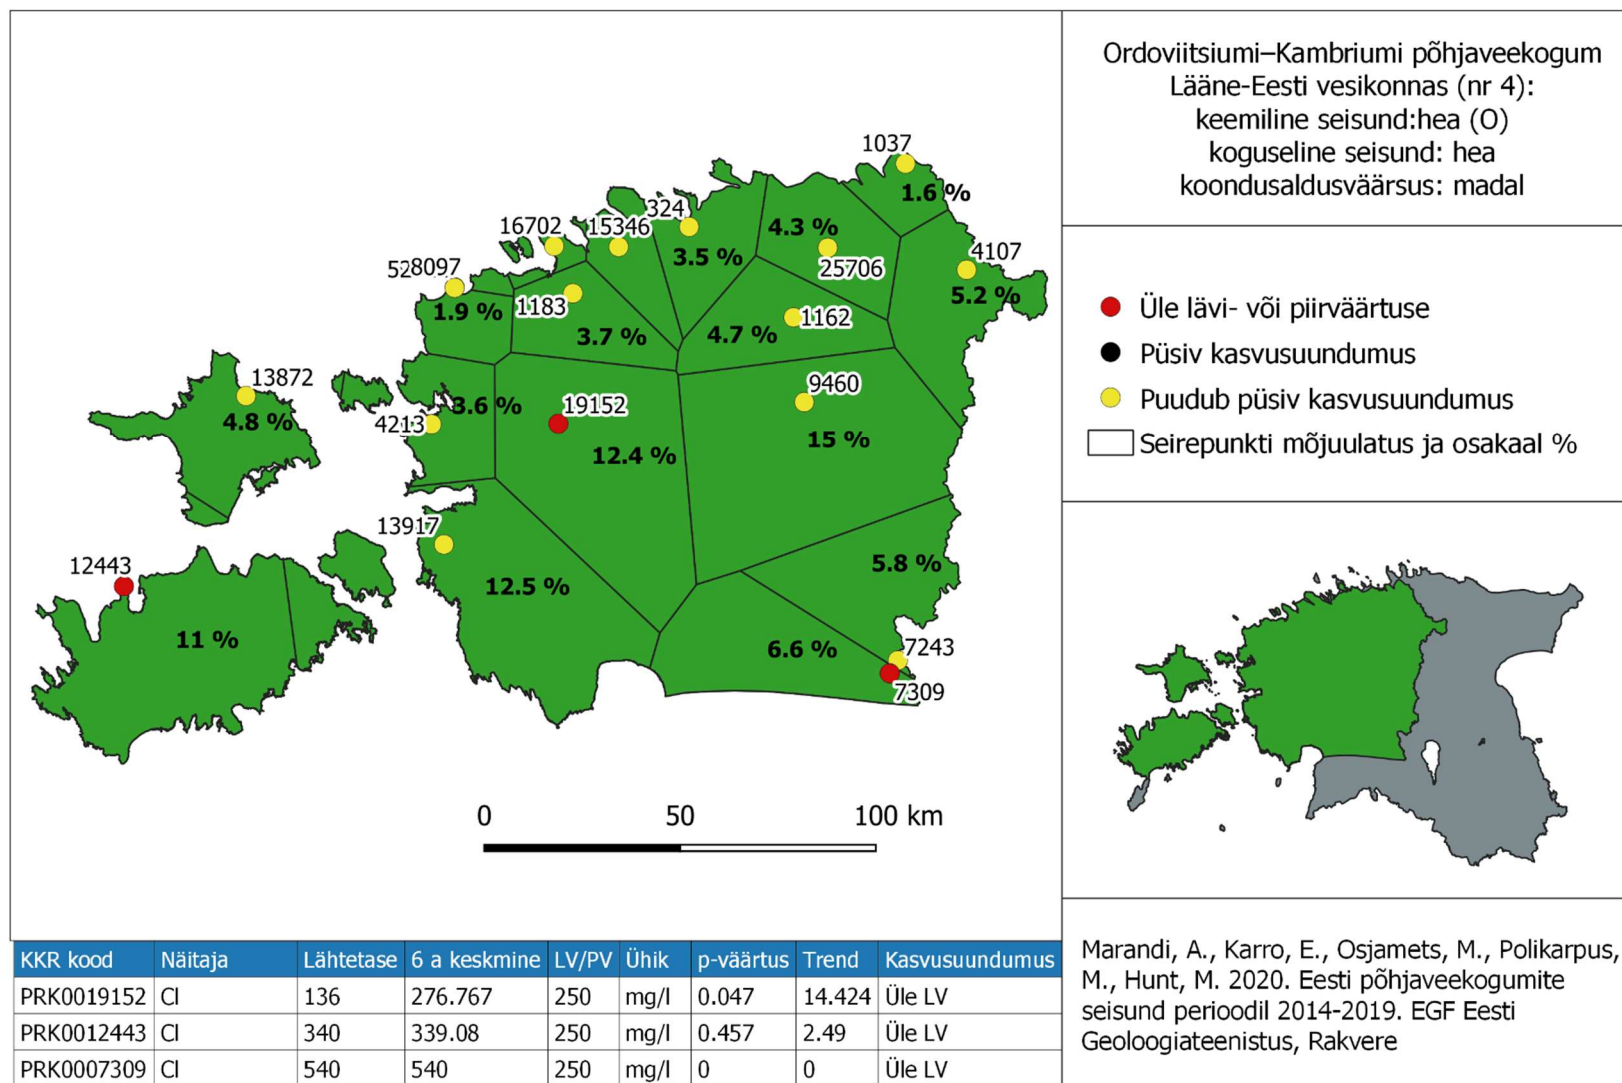 Ordoviitsiumi–Kambriumi põhjaveekogum
Lääne-Eesti vesikonnas (nr 4):
keemiline seisund:hea (O)
koguseline seisund: hea
koondusaldusväärsus: madal
Üle lävi- või piirväärtuse
Püsiv kasvusuundumus
Puudub püsiv kasvusuundumus
Seirepunkti mõjuulatus ja osakaal %
1037
1.6 %
324
16702
15346
4.3 %
3.5 %
25706
4107
5.2 %
8097
1183
1.9 %
3.7 %
4.7 %
1162
13872
4.8 %
3.6 %
4213
19152
12.4 %
9460
15 %
13917
12.5 %
5.8 %
12443
11 %
6.6 %
7243
7309
0 50 100 km
KKR kood Näitaja Lähtetase 6 a keskmine LV/PV Ühik p-väärtus Trend Kasvusuundumus
PRK0019152 Cl 136 276.767 250 mg/l 0.047 14.424 Üle LV
PRK0012443 Cl 340 339.08 250 mg/l 0.457 2.49 Üle LV
PRK0007309 Cl 540 540 250 mg/l 0 0 Üle LV
Marandi, A., Karro, E., Osjamets, M., Polikarpus,
M., Hunt, M. 2020. Eesti põhjaveekogumite
seisund perioodil 2014-2019. EGF Eesti
Geoloogiateenistus, Rakvere